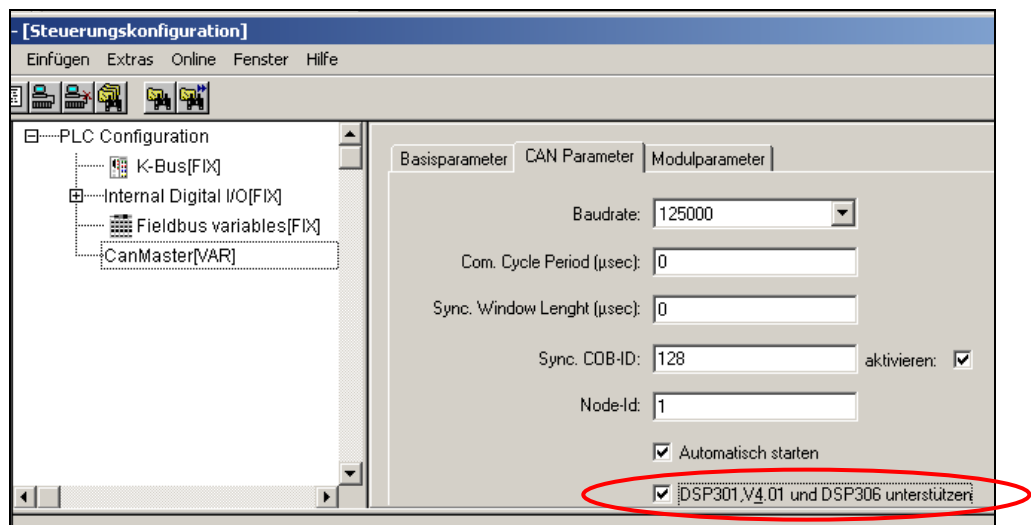 - [Steuerungskonfiguration]
Einfügen Extras Online Fenster Hilfe
PLC Configuration
K-Bus[FIX]
Internal Digital I/O[FIX]
Fieldbus variables[FIX]
CanMaster[VAR]
Basisparameter CAN Parameter Modulparameter
Baudrate: 125000
Com. Cycle Period (µsec): 0
Sync. Window Lenght (µsec): 0
Sync. COB-ID: 128 aktivieren:
Node-Id: 1
Automatisch starten
DSP301,V4.01 und DSP306 unterstützen